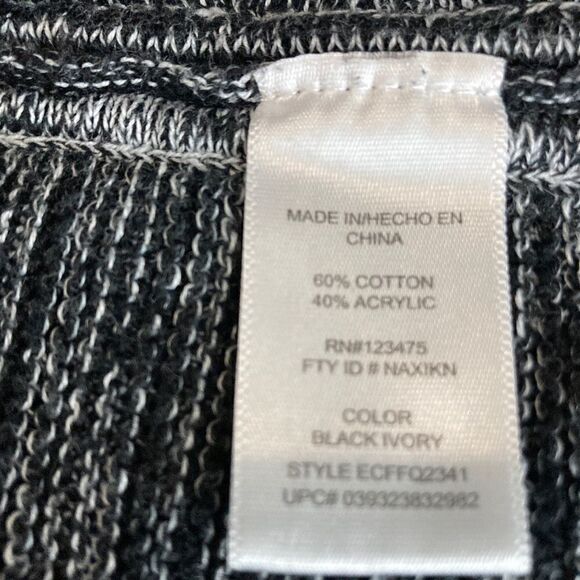 MADE IN/HECHO EN
CHINA
60% COTTON
40% ACRYLIC
RN#123475
FTY ID # NAXIKN
COLOR
BLACK IVORY
STYLE ECFFQ2341
UPC# 039323832982